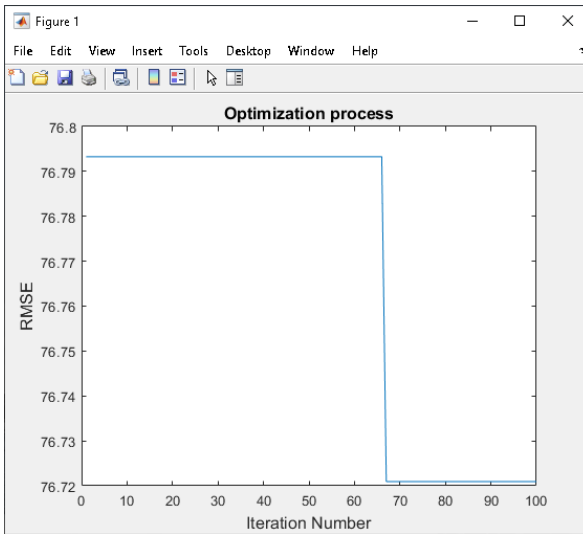 Figure 1
File Edit View Insert Tools Desktop Window Help
Optimization process
76.8
76.79
76.78
76.77
76.76
76.75
76.74
76.73
76.72
RMSE
0 10 20 30 40 50 60 70 80 90 100
Iteration Number